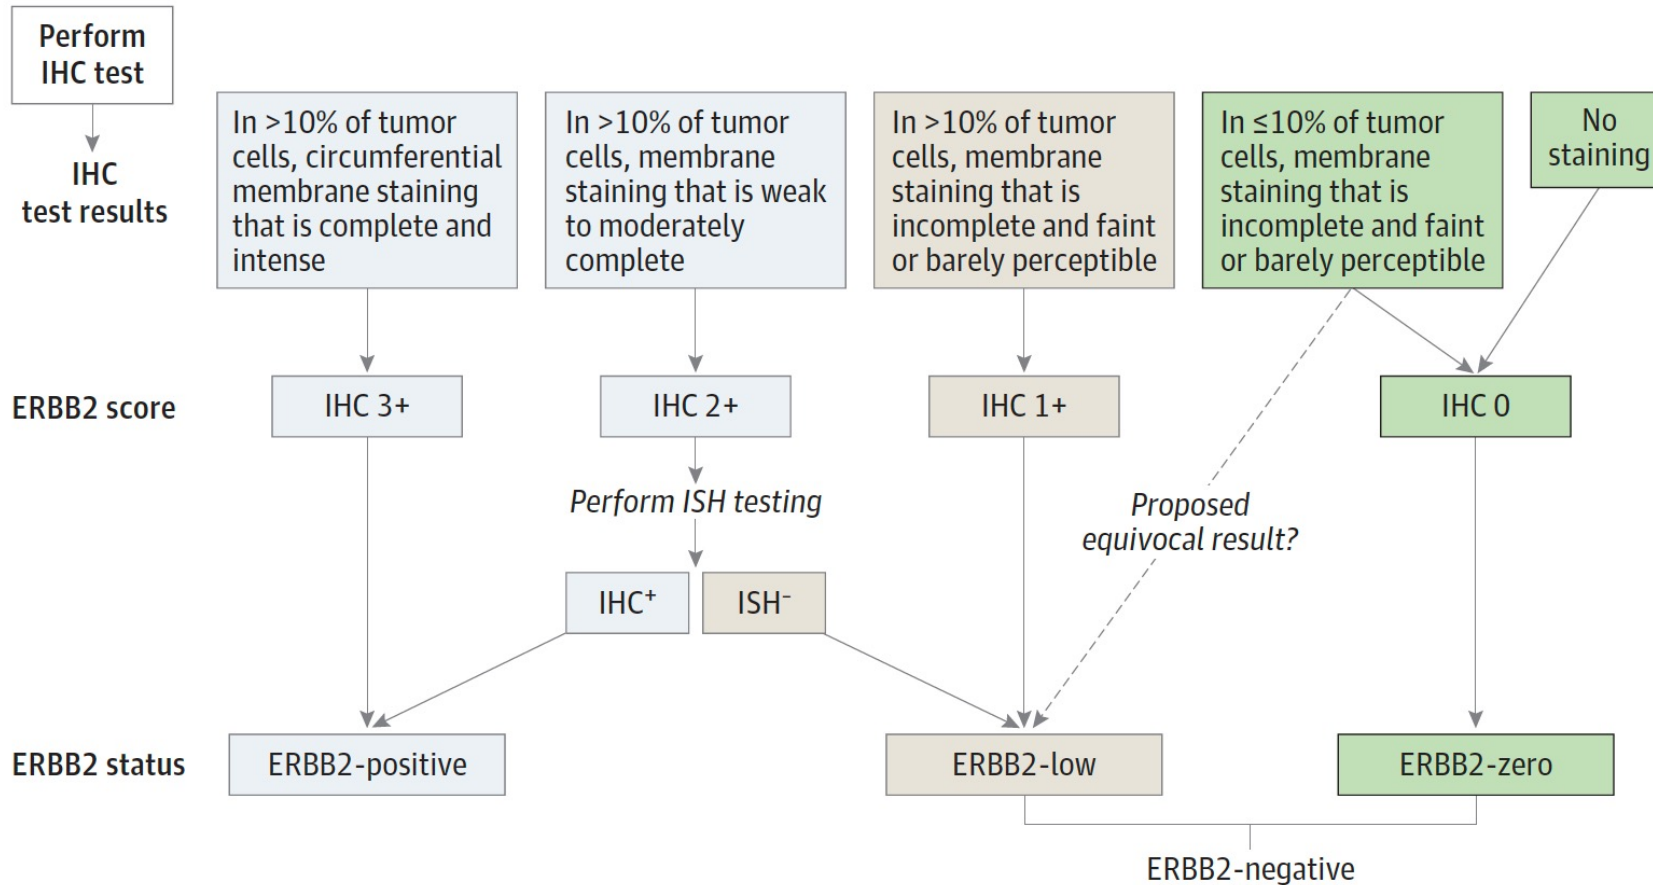 Perform
IHC test
IHC
test results
In >10% of tumor
cells, circumferential
membrane staining
that is complete and
intense
In >10% of tumor
cells, membrane
staining that is weak
to moderately
complete
In >10% of tumor
cells, membrane
staining that is
incomplete and faint
or barely perceptible
In ≤10% of tumor
cells, membrane
staining that is
incomplete and faint
or barely perceptible
No
staining
ERBB2 score
IHC 3+
IHC 2+
IHC 1+
IHC 0
Perform ISH testing
Proposed
equivocal result?
IHC⁺
ISH⁻
ERBB2 status
ERBB2-positive
ERBB2-low
ERBB2-zero
ERBB2-negative